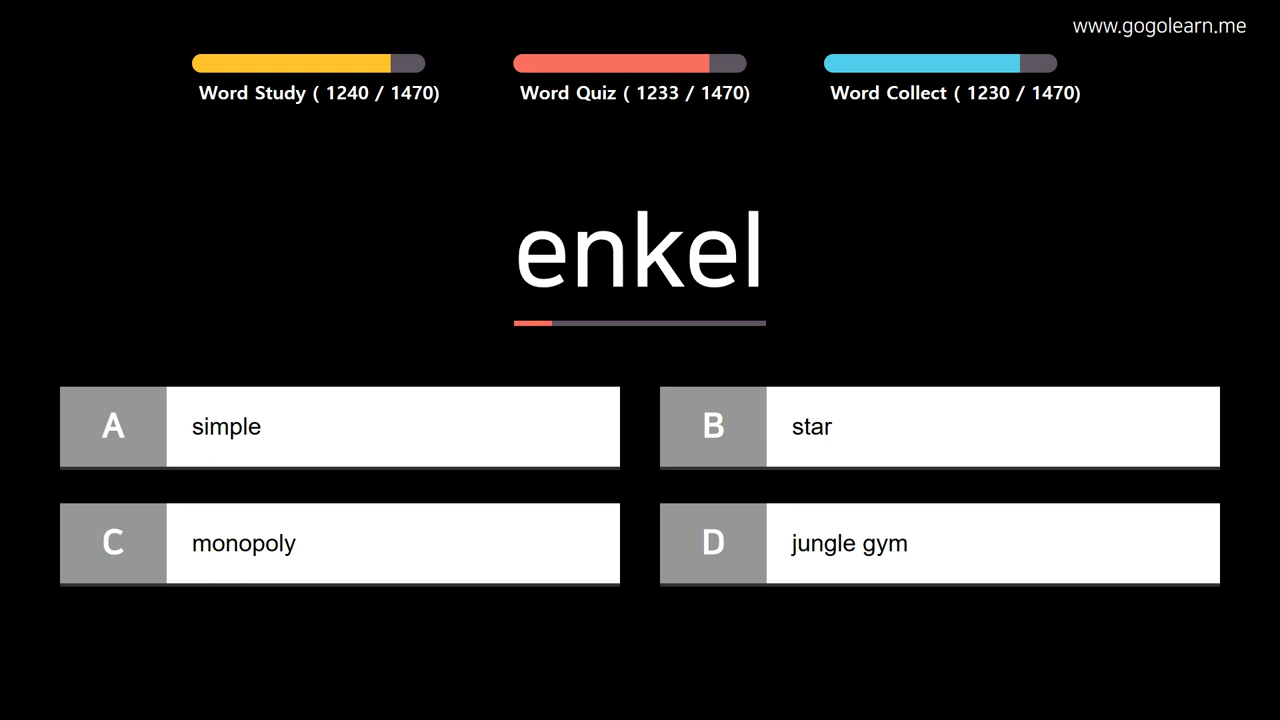 www.gogolearn.me
Word Study ( 1240 / 1470)
Word Quiz ( 1233 / 1470)
Word Collect ( 1230 / 1470)
enkel
A simple
B star
C monopoly
D jungle gym